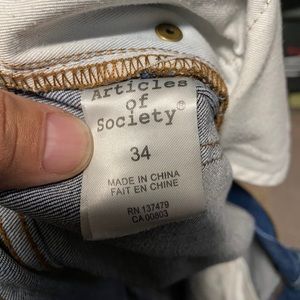 Articles
of
Society®
34
MADE IN CHINA
FAIT EN CHINE
RN 137479
CA 00803